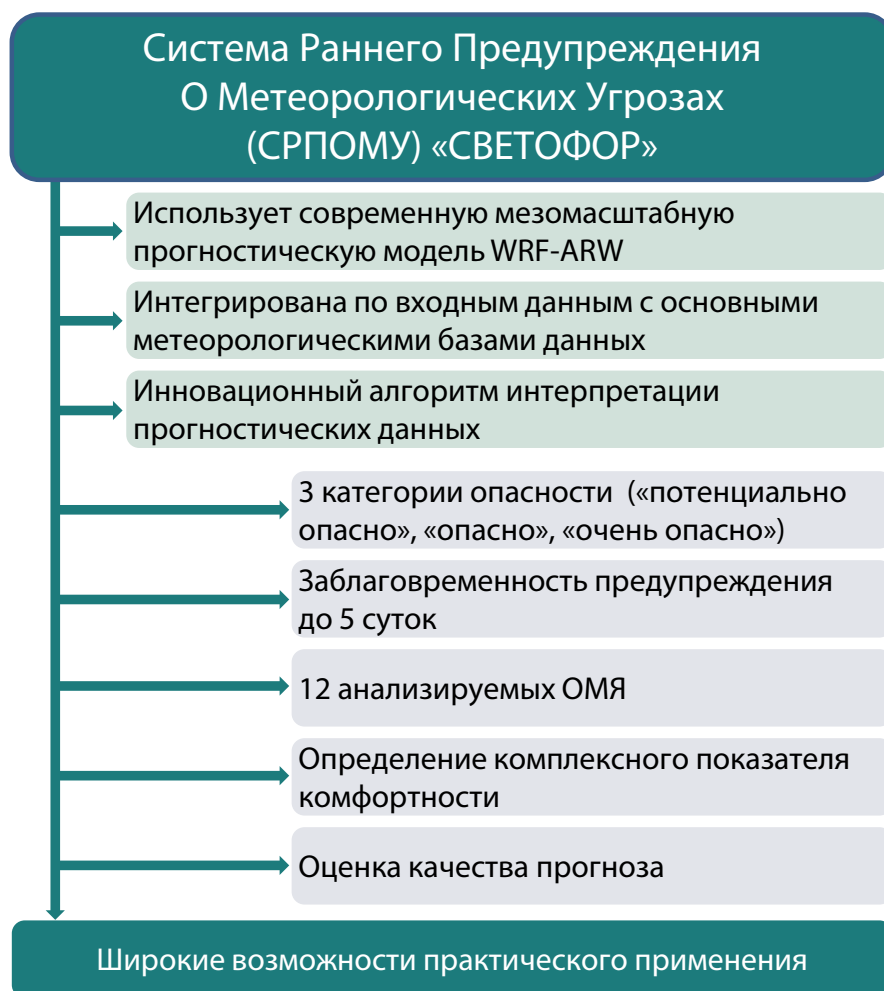 Система Раннего Предупреждения
О Метеорологических Угрозах
(СРПОМУ) «СВЕТОФОР»
Использует современную мезомасштабную
прогностическую модель WRF-ARW
Интегрирована по входным данным с основными
метеорологическими базами данных
Инновационный алгоритм интерпретации
прогностических данных
3 категории опасности («потенциально
опасно», «опасно», «очень опасно»)
Заблаговременность предупреждения
до 5 суток
12 анализируемых ОМЯ
Определение комплексного показателя
комфортности
Оценка качества прогноза
Широкие возможности практического применения